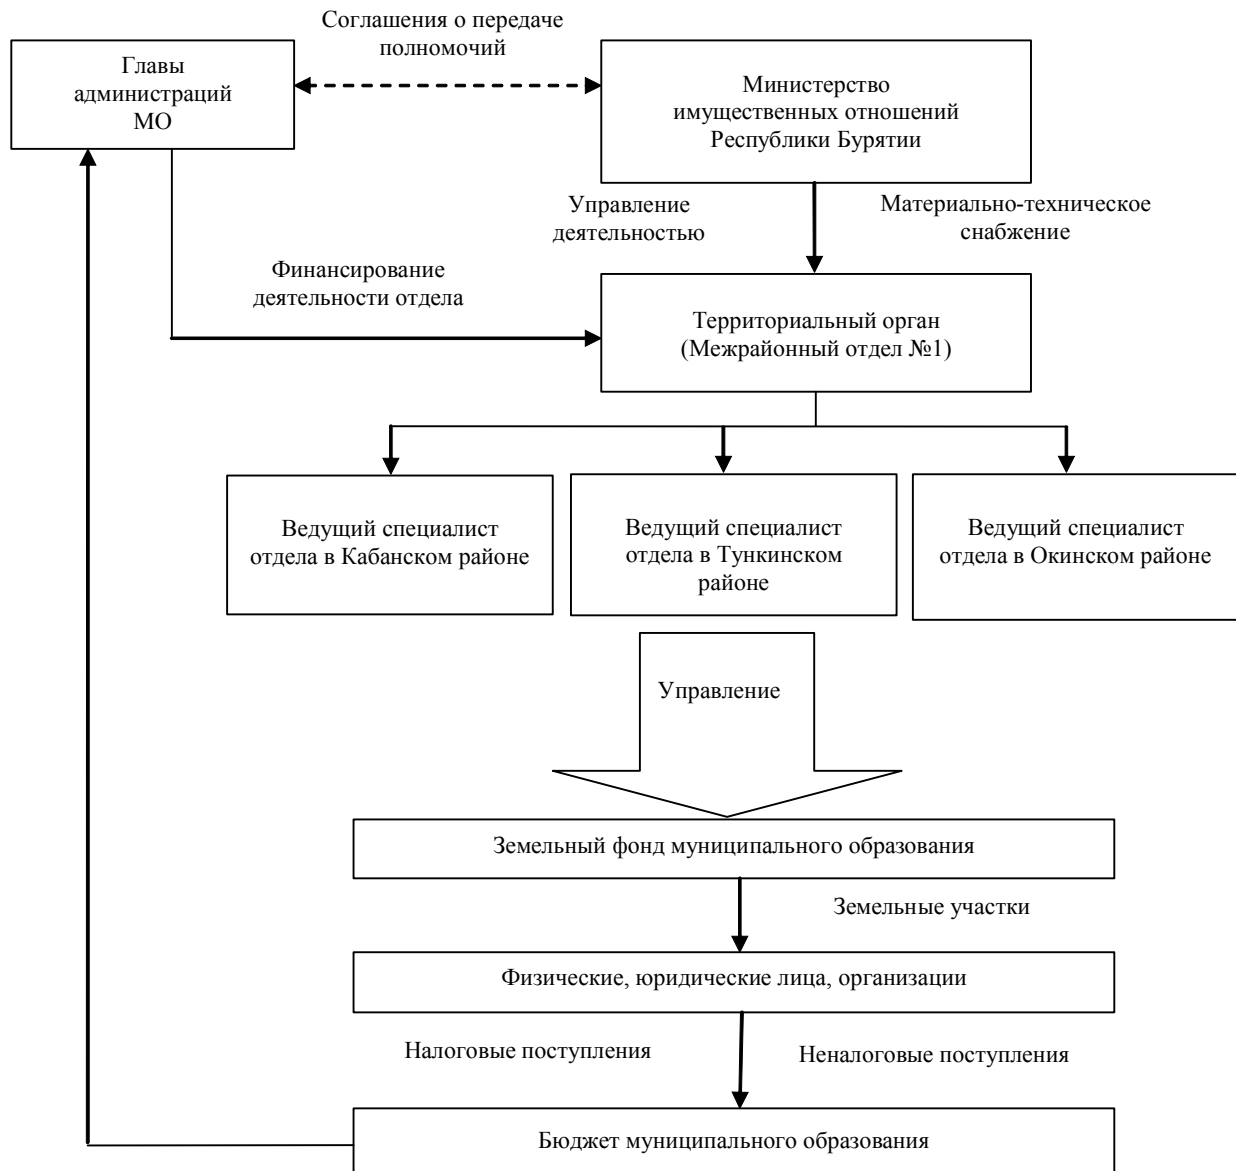 Соглашения о передаче
полномочий
Главы
администраций
МО
Министерство
имущественных отношений
Республики Бурятии
Управление
деятельностью
Материально-техническое
снабжение
Финансирование
деятельности отдела
Территориальный орган
(Межрайонный отдел №1)
Ведущий специалист
отдела в Кабанском районе
Ведущий специалист
отдела в Тункинском
районе
Ведущий специалист
отдела в Окинском районе
Управление
Земельный фонд муниципального образования
Земельные участки
Физические, юридические лица, организации
Налоговые поступления
Неналоговые поступления
Бюджет муниципального образования